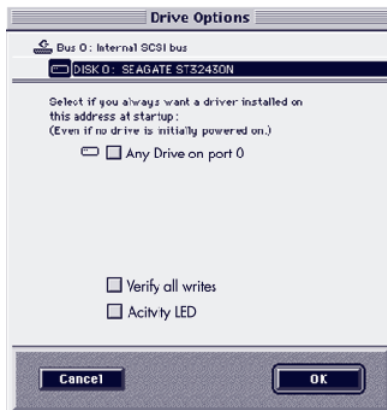 Drive Options
Bus 0: Internal SCSI bus
DISK 0: SEAGATE ST32430N
Select if you always want a driver installed on
this address at startup:
(Even if no drive is initially powered on.)
Any Drive on port 0
Verify all writes
Acitvity LED
Cancel
OK